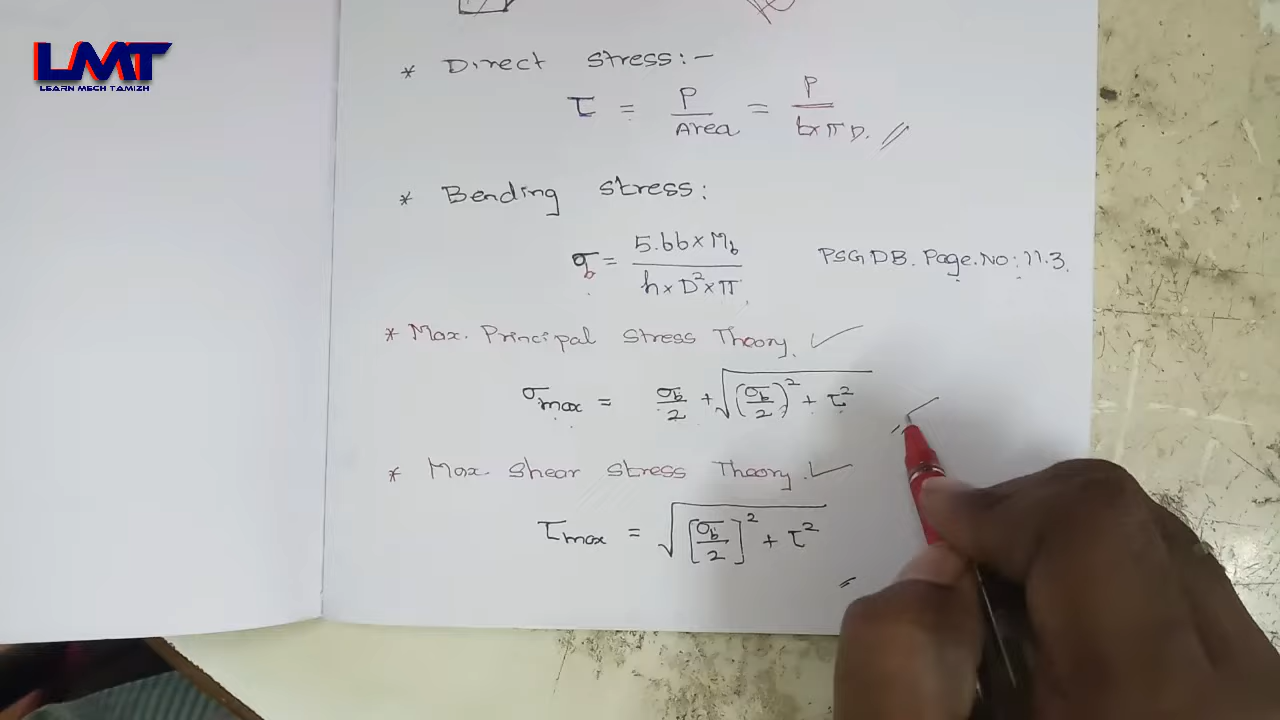 LMT
LEARN MECH TAMIZH
* Direct stress:-
τ = P/Area = P/t×πD.
* Bending stress:
σb = 5.66×Mb/h×D²×π
PSGDB. Page.No: 11.3.
* Max. Principal Stress Theory.
σmax = σb/2 + √(σb/2)² + τ²
* Max. Shear Stress Theory.
τmax = √[σb/2]² + τ²